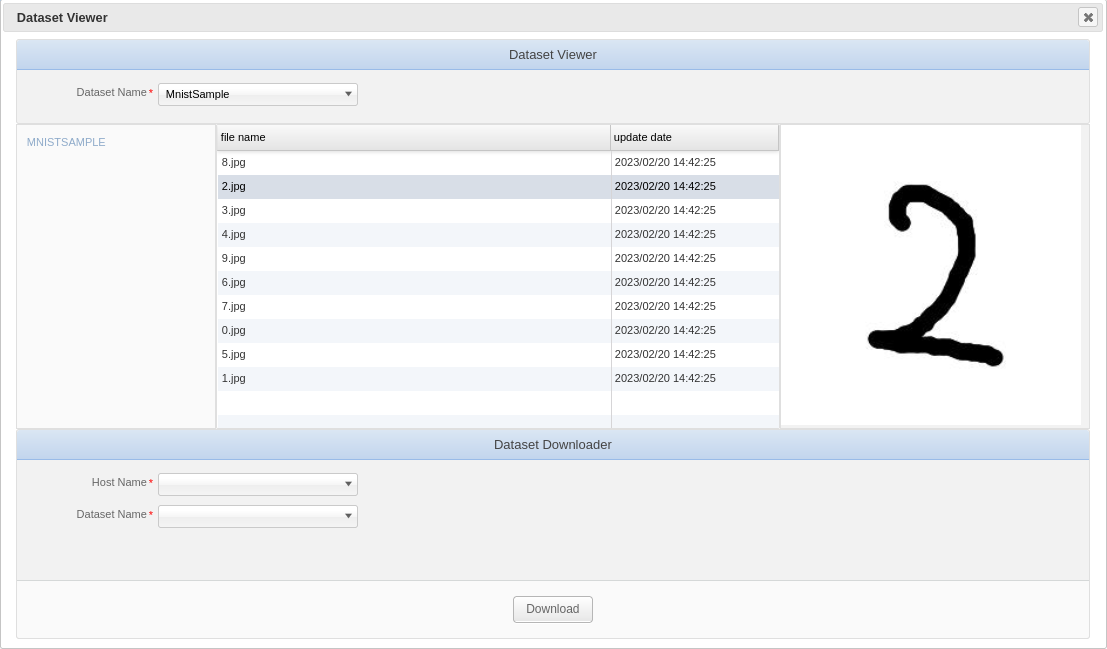 Dataset Viewer
Dataset Viewer
Dataset Name* MnistSample
MNISTSAMPLE
file name update date
8.jpg 2023/02/20 14:42:25
2.jpg 2023/02/20 14:42:25
3.jpg 2023/02/20 14:42:25
4.jpg 2023/02/20 14:42:25
9.jpg 2023/02/20 14:42:25
6.jpg 2023/02/20 14:42:25
7.jpg 2023/02/20 14:42:25
0.jpg 2023/02/20 14:42:25
5.jpg 2023/02/20 14:42:25
1.jpg 2023/02/20 14:42:25
2
Dataset Downloader
Host Name*
Dataset Name*
Download